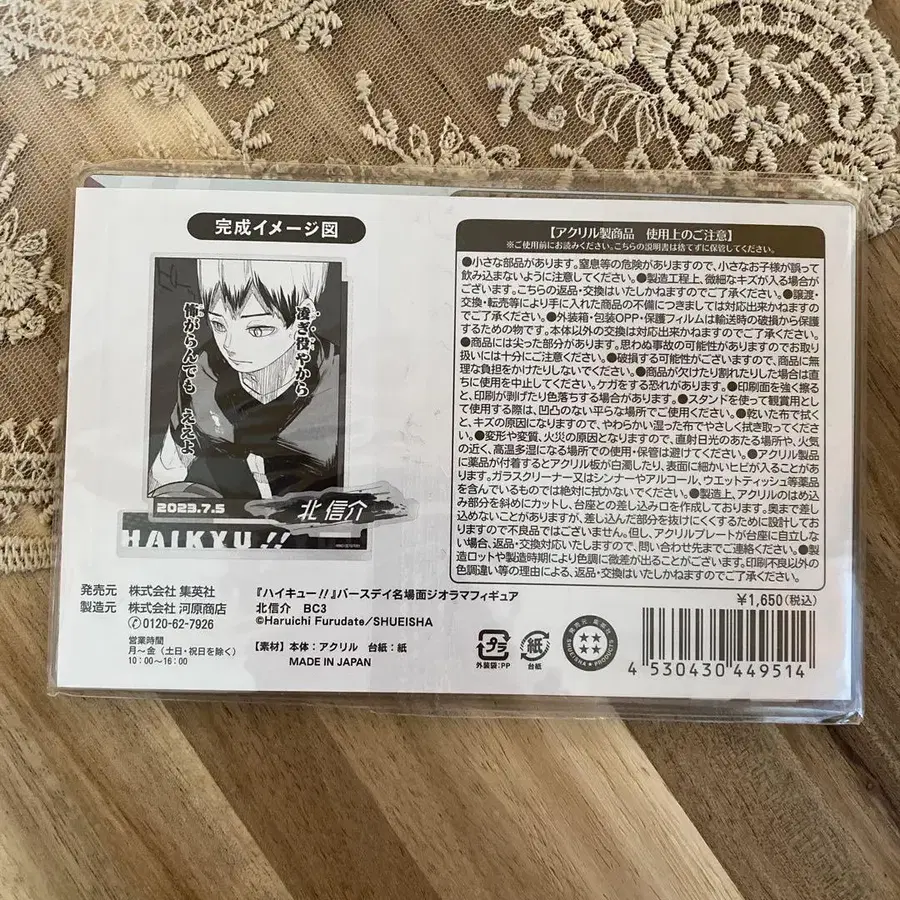 完成イメージ図
凌ぎ役やから
怖がらんでも ええよ
2023.7.5
北信介
HAIKYU!!
【アクリル製商品 使用上のご注意】
※ご使用前にお読みください。こちらの説明書は捨てずに保管してください。
●小さな部品があります。窒息等の危険がありますので、小さなお子様が誤って
飲み込まないように注意してください。●製造工程上、微細なキズが入る場合が
ございます。こちらの返品・交換はいたしかねますのでご了承ください。●譲渡・
交換・転売等により手に入れた商品の不備につきましては対応出来かねますので
ご了承ください。●外装箱・包装OPP・保護フィルムは輸送時の破損から保護
するための物です。本体以外の交換は対応出来かねますのでご了承ください。
●商品には尖った部分があります。思わぬ事故の可能性がありますのでお取り
扱いには十分にご注意ください。●破損する可能性がございますので、商品に無
理な負担をかけたりしないでください。●商品が欠けたり割れたりした場合は直
ちに使用を中止してください。ケガをする恐れがあります。●印刷面を強く擦る
と、印刷が剥げたり色落ちする場合があります。●スタンドを使って観賞用とし
て使用する際は、凹凸のない平らな場所でご使用ください。●乾いた布で拭く
と、キズの原因になりますので、やわらかい湿った布でやさしく拭き取ってくださ
い。●変形や変質、火災の原因となりますので、直射日光のあたる場所や、火気
の近く、高温多湿になる場所での使用・保管は避けてください。●アクリル製品
に薬品が付着するとアクリル板が白濁したり、表面に細かいヒビが入ることがあ
ります。ガラスクリーナー又はシンナーやアルコール、ウエットティッシュ等薬品
を含んでいるものでは絶対に拭かないでください。●製造上、アクリルのはめ込
み部分を斜めにカットし、台座との差し込み口を作しております。奥まで差し
込めないことがありますが、差し込んだ部分を抜けにくくするために設計してお
りますので不良品ではございません。但し、アクリルプレートが台座に自立しな
い場合、返品・交換対応いたしますので、問い合わせ先までご連絡ください。●製
造ロットや製造時期により色調に微差が出ることがございます。印刷不良以外の
色調違い等の理由による、返品・交換はいたしかねますのでご了承ください。
発売元 株式会社 集英社
製造元 株式会社 河原商店
0120-62-7926
営業時間
月〜金（土日・祝日を除く）
10：00〜16：00
『ハイキュー!!』バースデイ名場面ジオラマフィギュア
北信介 BC3
©Haruichi Furudate/SHUEISHA
【素材】本体：アクリル 台紙：紙
MADE IN JAPAN
¥1,650(税込)
プラ
外装袋：PP
紙
台紙
発売元 集英社
SHUEISHA PRODUCTS
4 530430 449514